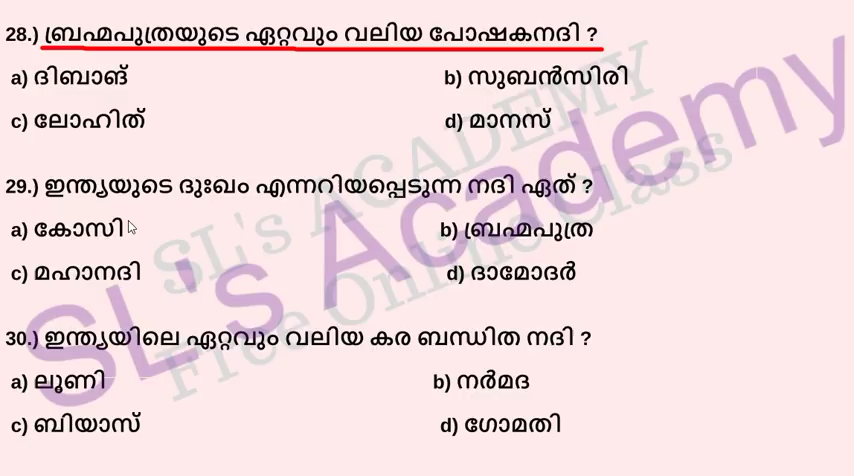 28.) ബ്രഹ്മപുത്രയുടെ ഏറ്റവും വലിയ പോഷകനദി ?
a) ദിബാങ് b) സുബൻസിരി
c) ലോഹിത് d) മാനസ്
29.) ഇന്ത്യയുടെ ദുഃഖം എന്നറിയപ്പെടുന്ന നദി ഏത് ?
a) കോസി b) ബ്രഹ്മപുത്ര
c) മഹാനദി d) ദാമോദർ
30.) ഇന്ത്യയിലെ ഏറ്റവും വലിയ കര ബന്ധിത നദി ?
a) ലൂണി b) നർമദ
c) ബിയാസ് d) ഗോമതി
SL's Academy
SL's ACADEMY
Free Online Class